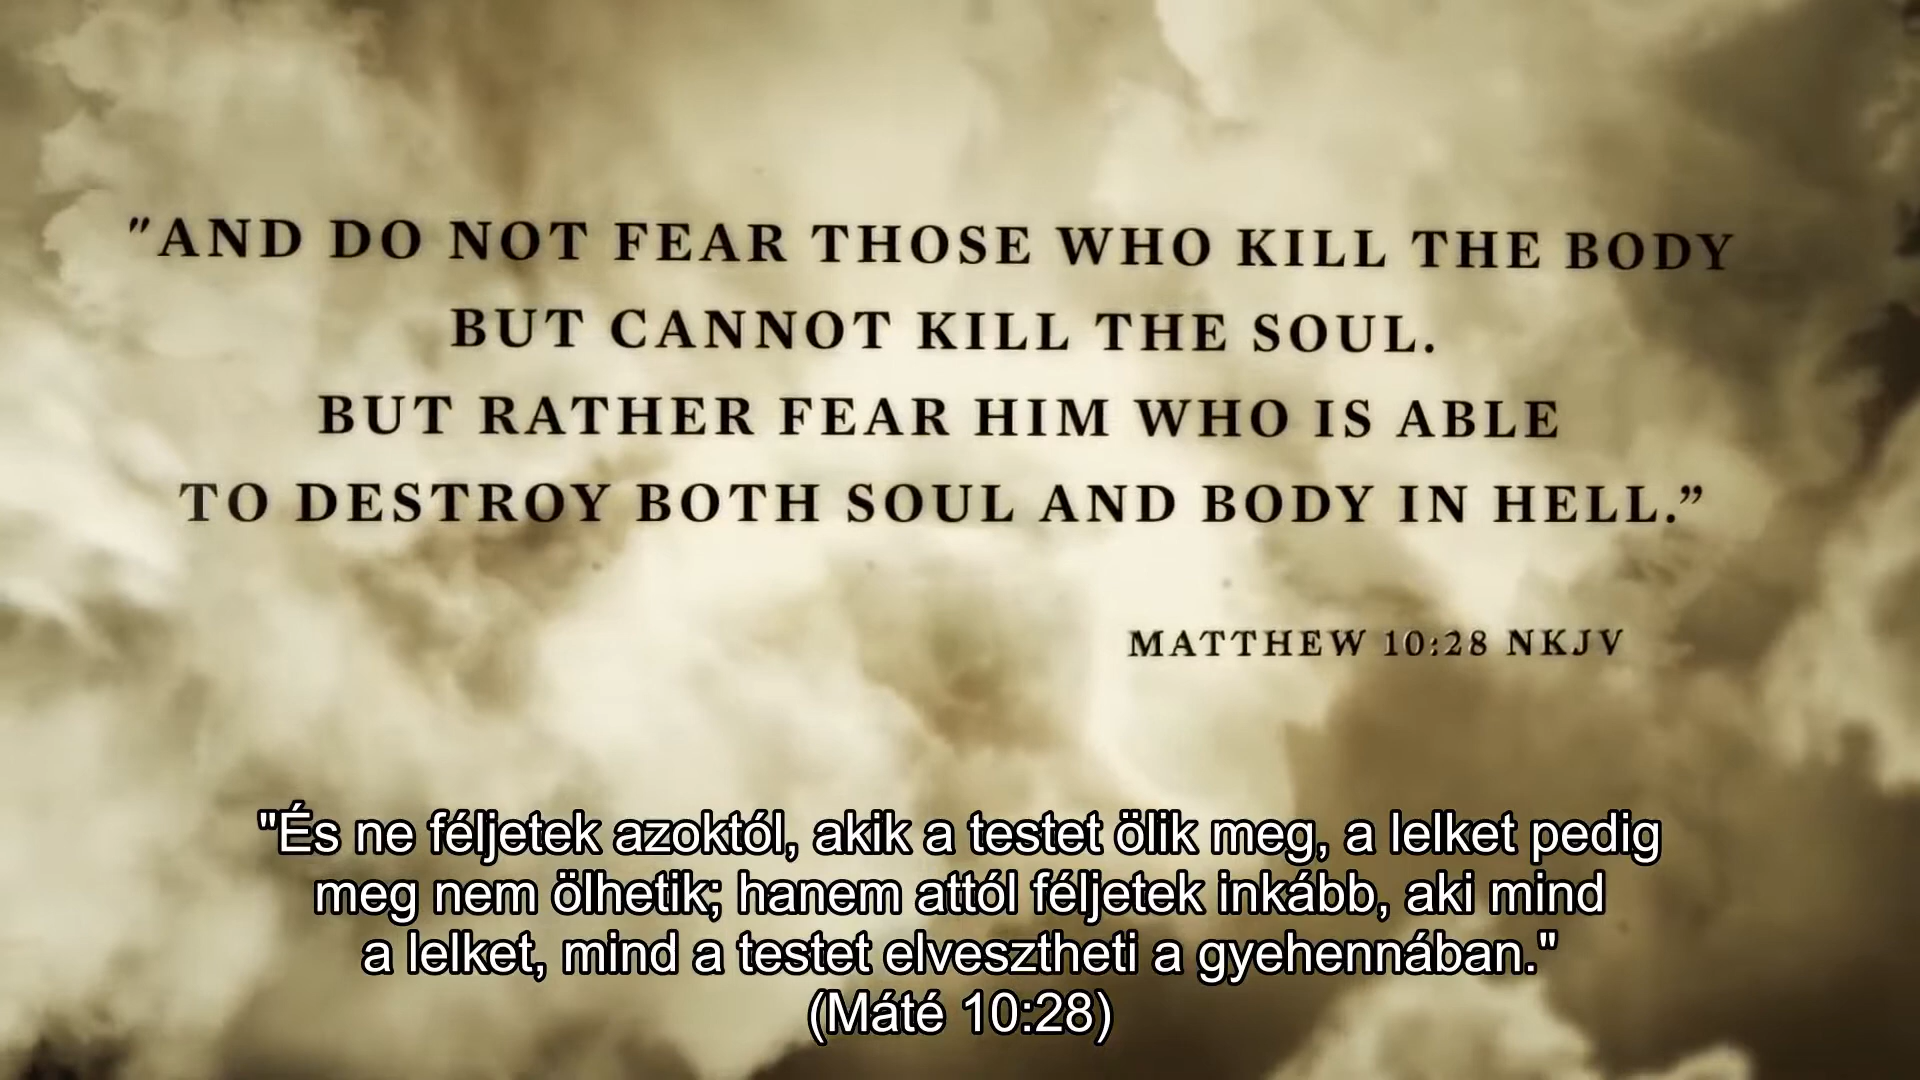 "AND DO NOT FEAR THOSE WHO KILL THE BODY
BUT CANNOT KILL THE SOUL.
BUT RATHER FEAR HIM WHO IS ABLE
TO DESTROY BOTH SOUL AND BODY IN HELL.”
MATTHEW 10:28 NKJV
"És ne féljetek azoktól, akik a testet ölik meg, a lelket pedig
meg nem ölhetik; hanem attól féljetek inkább, aki mind
a lelket, mind a testet elvesztheti a gyehennában."
(Máté 10:28)